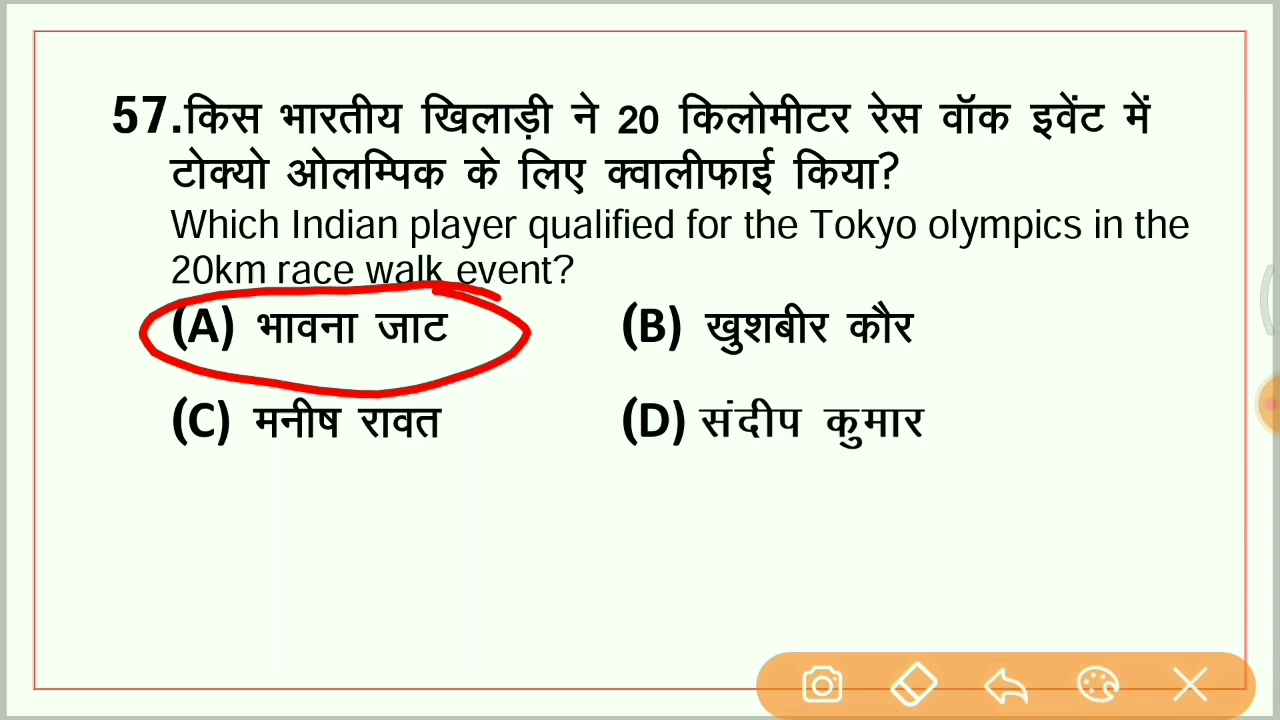 57.किस भारतीय खिलाड़ी ने 20 किलोमीटर रेस वॉक इवेंट में
टोक्यो ओलम्पिक के लिए क्वालीफाई किया?
Which Indian player qualified for the Tokyo olympics in the
20km race walk event?
(A) भावना जाट (B) खुशबीर कौर
(C) मनीष रावत (D) संदीप कुमार